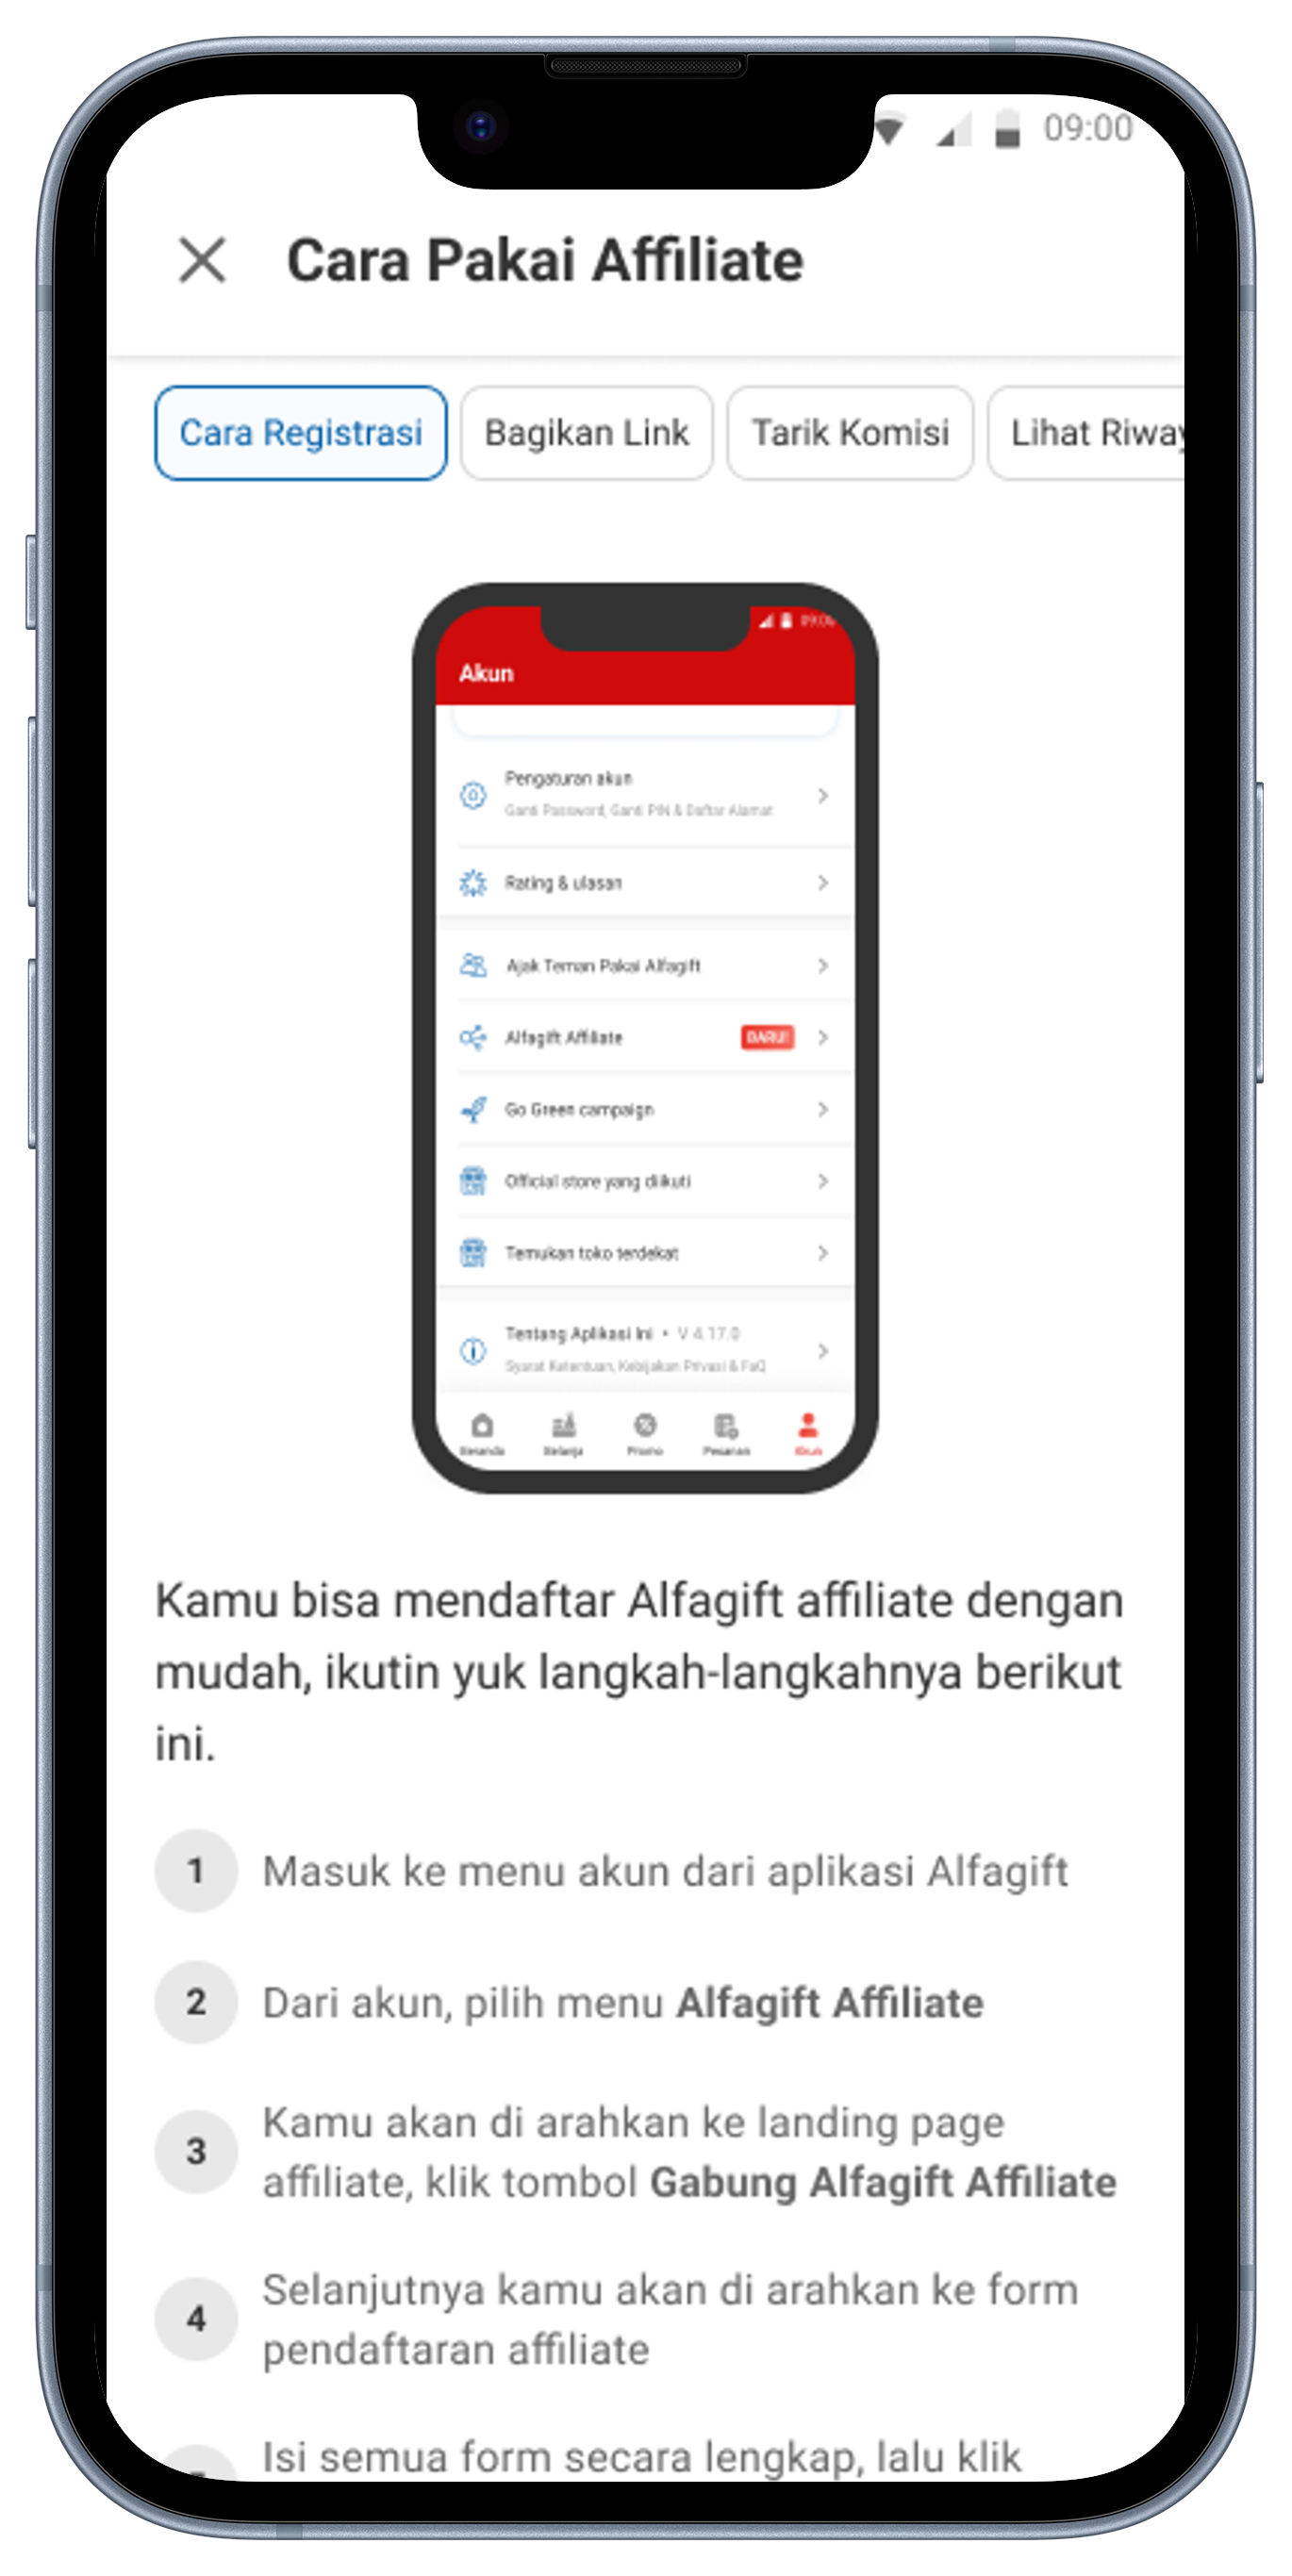 09:00
Cara Pakai Affiliate
Cara Registrasi
Bagikan Link
Tarik Komisi
Lihat Riway
Akun
Pengaturan akun
Ganti Password, Ganti PIN & Daftar Alamat
Rating & ulasan
Ajak Teman Pakai Alfagift
Alfagift Affiliate
Go Green campaign
Official store yang diikuti
Temukan toko terdekat
Tentang Aplikasi Ini • V 4.17.0
Syarat Ketentuan, Kebijakan Privasi & FaQ
Beranda Belanja Promo Pesanan Akun
Kamu bisa mendaftar Alfagift affiliate dengan
mudah, ikutin yuk langkah-langkahnya berikut
ini.
1 Masuk ke menu akun dari aplikasi Alfagift
2 Dari akun, pilih menu Alfagift Affiliate
3 Kamu akan di arahkan ke landing page
affiliate, klik tombol Gabung Alfagift Affiliate
4 Selanjutnya kamu akan di arahkan ke form
pendaftaran affiliate
Isi semua form secara lengkap, lalu klik